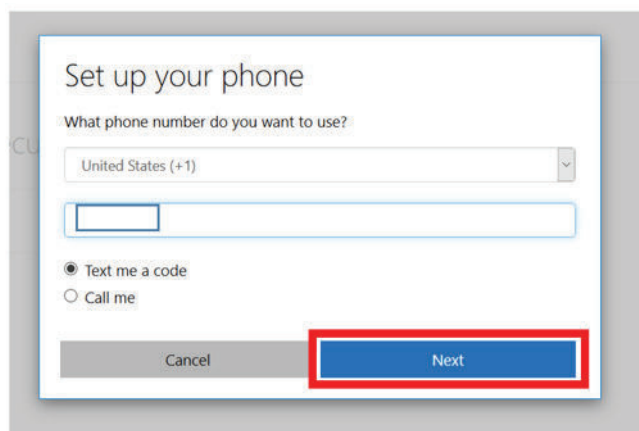 Set up your phone
What phone number do you want to use?
United States (+1)
Text me a code
Call me
Cancel
Next